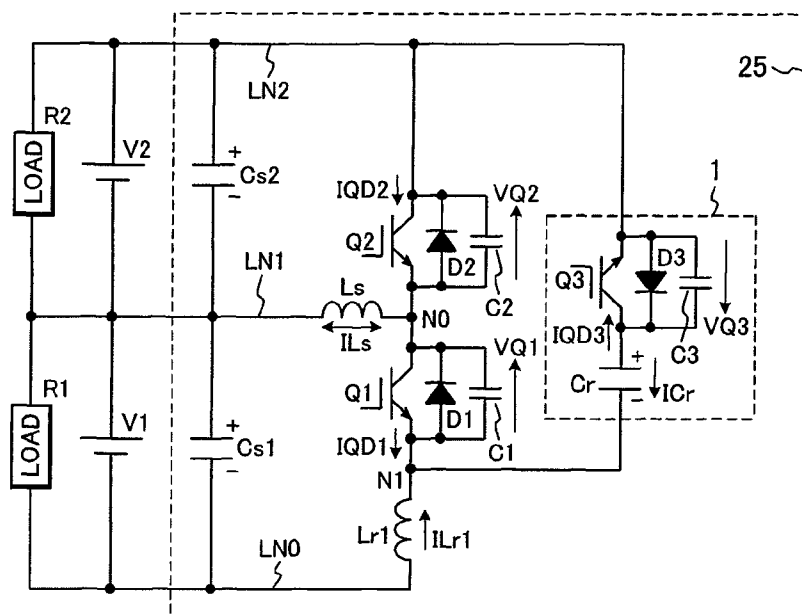 25
LN2
R2
LOAD
V2
+
Cs2
−
1
IQD2
VQ2
Q2
D2
C2
Q3
D3
VQ3
IQD3
C3
LN1
Ls
N0
ILs
R1
LOAD
V1
+
Cs1
−
VQ1
Q1
D1
C1
IQD1
+
Cr
−
ICr
N1
Lr1
ILr1
LN0